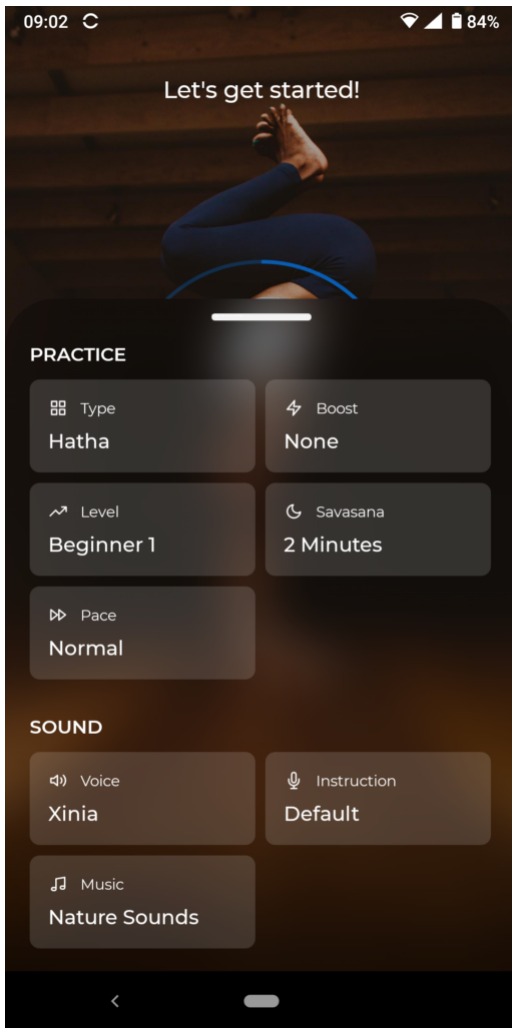 09:02
84%
Let's get started!
PRACTICE
Type
Hatha
Boost
None
Level
Beginner 1
Savasana
2 Minutes
Pace
Normal
SOUND
Voice
Xinia
Instruction
Default
Music
Nature Sounds